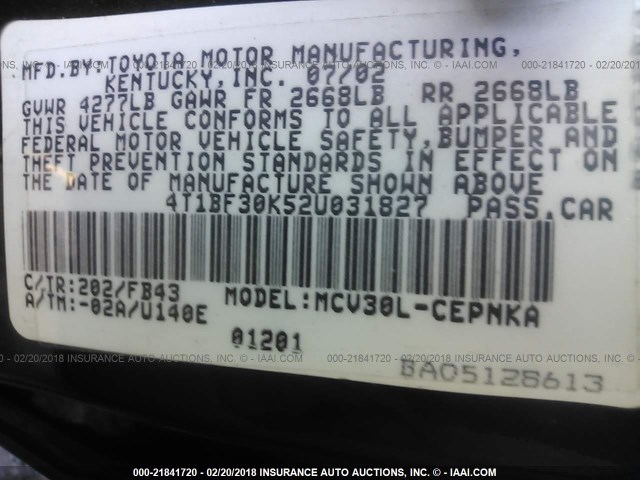 MFD.BY:TOYOTA MOTOR MANUFACTURING,
KENTUCKY,INC. 07/02
GVWR 4277LB GAWR FR 2668LB RR 2668LB
THIS VEHICLE CONFORMS TO ALL APPLICABLE
FEDERAL MOTOR VEHICLE SAFETY,BUMPER AND
THEFT PREVENTION STANDARDS IN EFFECT ON
THE DATE OF MANUFACTURE SHOWN ABOVE
4T1BF30K52U031827 PASS.CAR
C/TR:202/FB43
A/TM:-02A/U140E
MODEL:MCV30L-CEPNKA
01201
BA05128613
000-21841720 - 02/20/2018 INSURANCE AUTO AUCTIONS CENTER - © - IAAI.COM